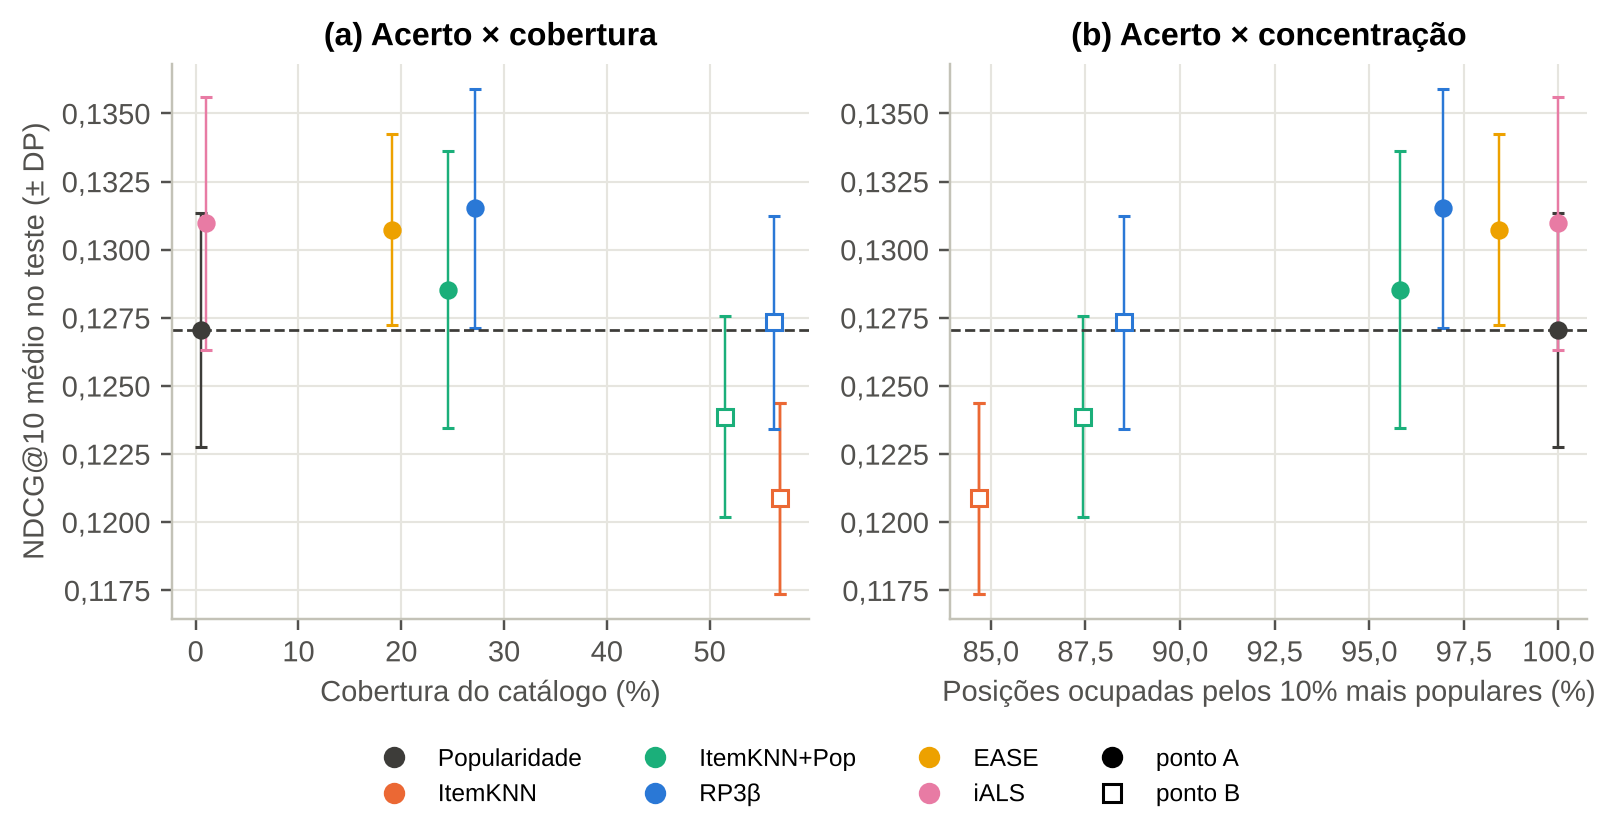 (a) Acerto × cobertura
(b) Acerto × concentração
NDCG@10 médio no teste (± DP)
0,1350
0,1325
0,1300
0,1275
0,1250
0,1225
0,1200
0,1175
0
10
20
30
40
50
Cobertura do catálogo (%)
0,1350
0,1325
0,1300
0,1275
0,1250
0,1225
0,1200
0,1175
85,0
87,5
90,0
92,5
95,0
97,5
100,0
Posições ocupadas pelos 10% mais populares (%)
Popularidade
ItemKNN
ItemKNN+Pop
RP3β
EASE
iALS
ponto A
ponto B